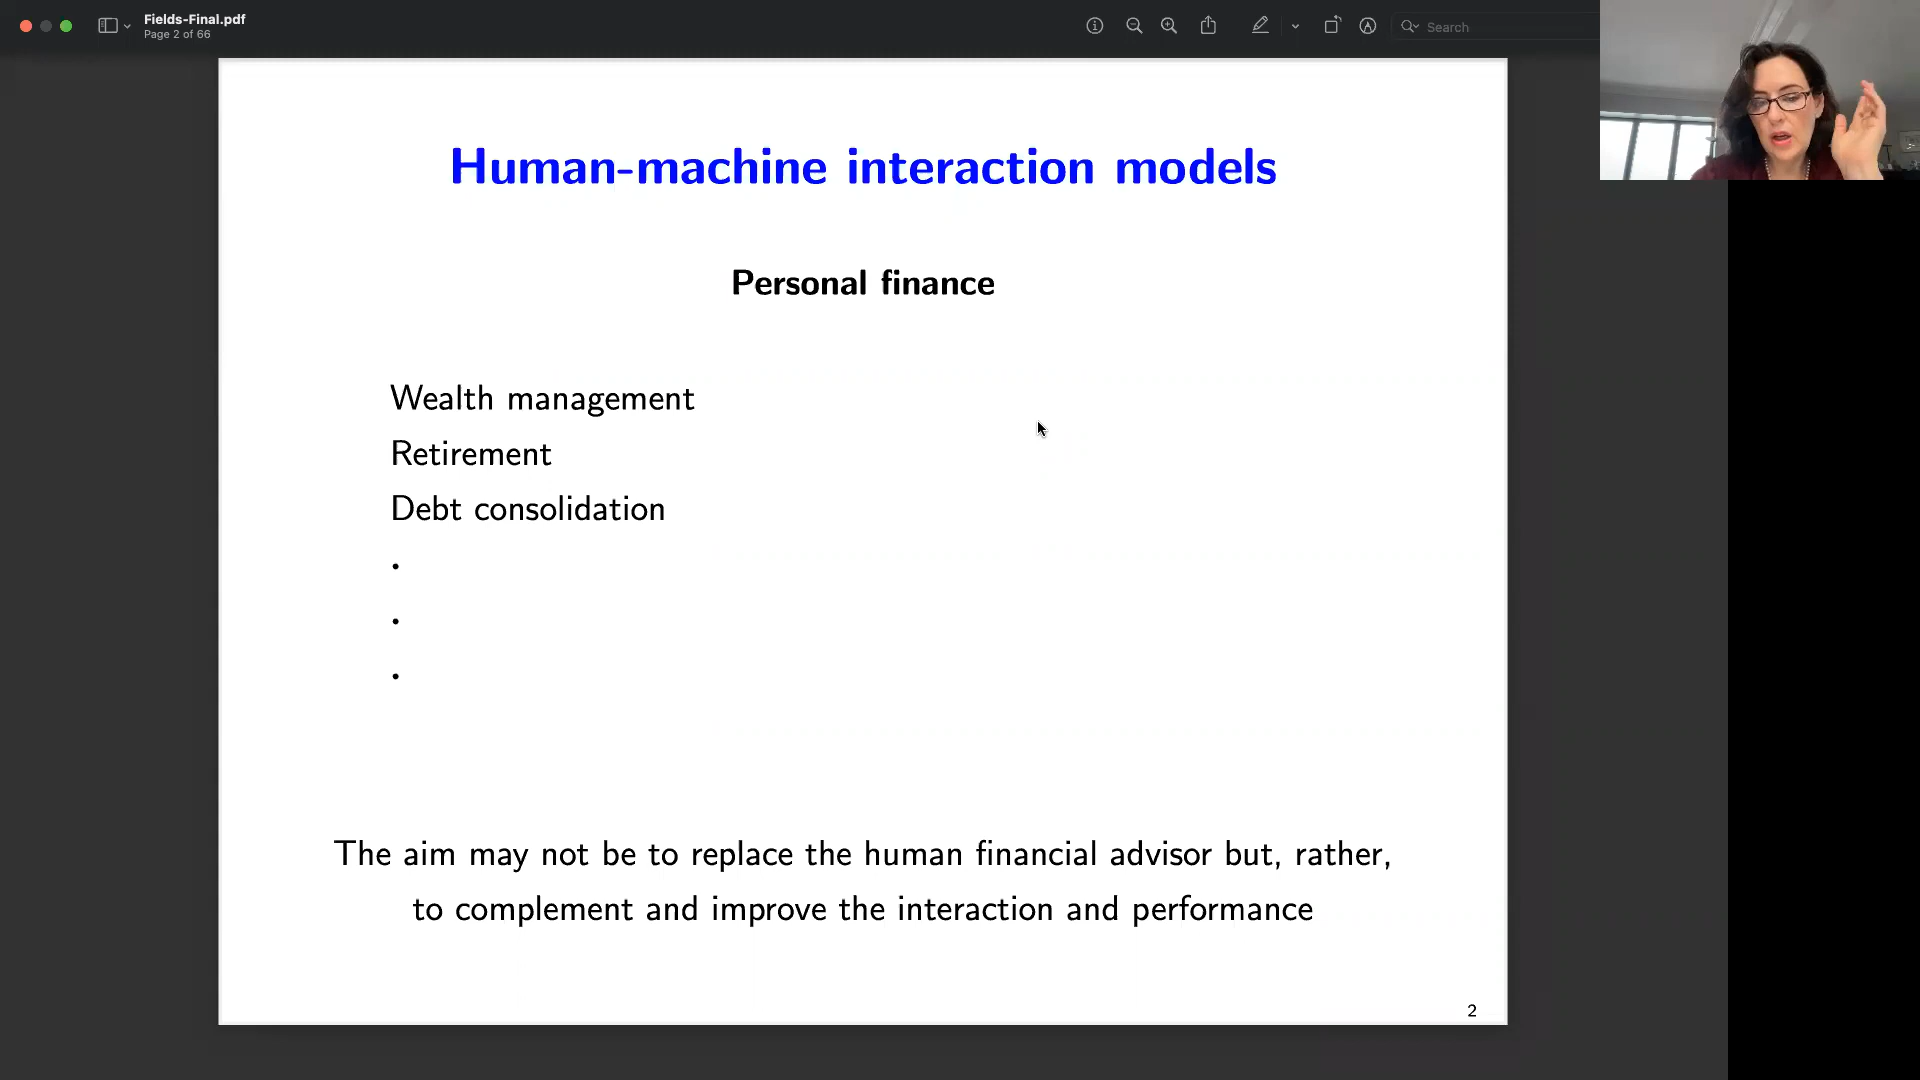 Fields-Final.pdf
Page 2 of 66
Search
Human-machine interaction models
Personal finance
Wealth management
Retirement
Debt consolidation
.
.
.
The aim may not be to replace the human financial advisor but, rather,
to complement and improve the interaction and performance
2